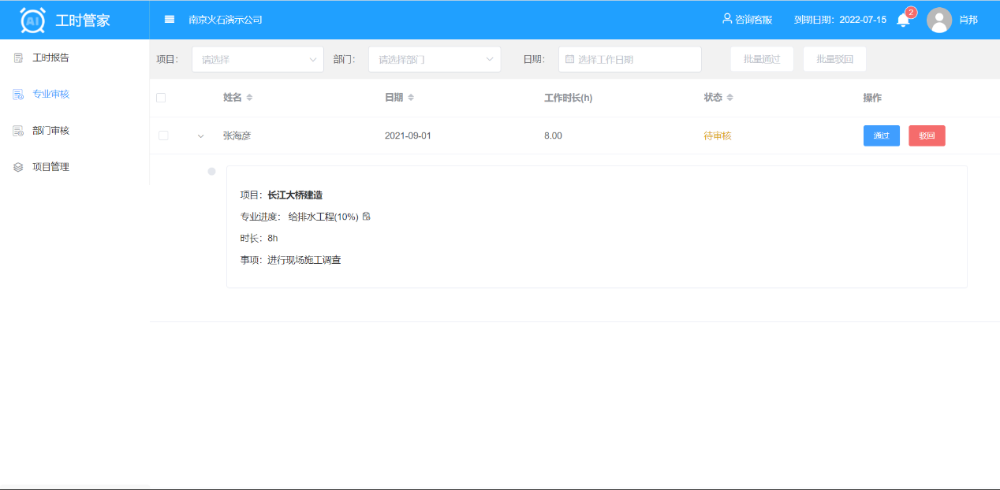 AI 工时管家 南京火石演示公司 咨询客服 到期日期：2022-07-15 2 肖邦
工时报告
专业审核
部门审核
项目管理
项目： 请选择 部门： 请选择部门 日期： 选择工作日期 批量通过 批量驳回
姓名 日期 工作时长(h) 状态 操作
张海彦 2021-09-01 8.00 待审核 通过 驳回
项目：长江大桥建造
专业进度： 给排水工程(10%)
时长：8h
事项：进行现场施工调查